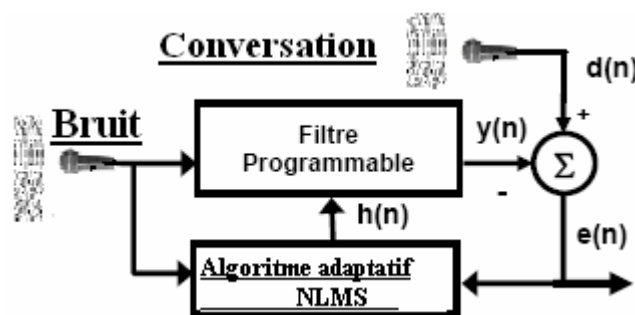 Conversation
d(n)
+
Bruit
Filtre
Programmable
y(n)
Σ
-
h(n)
e(n)
Algoritme adaptatif
NLMS